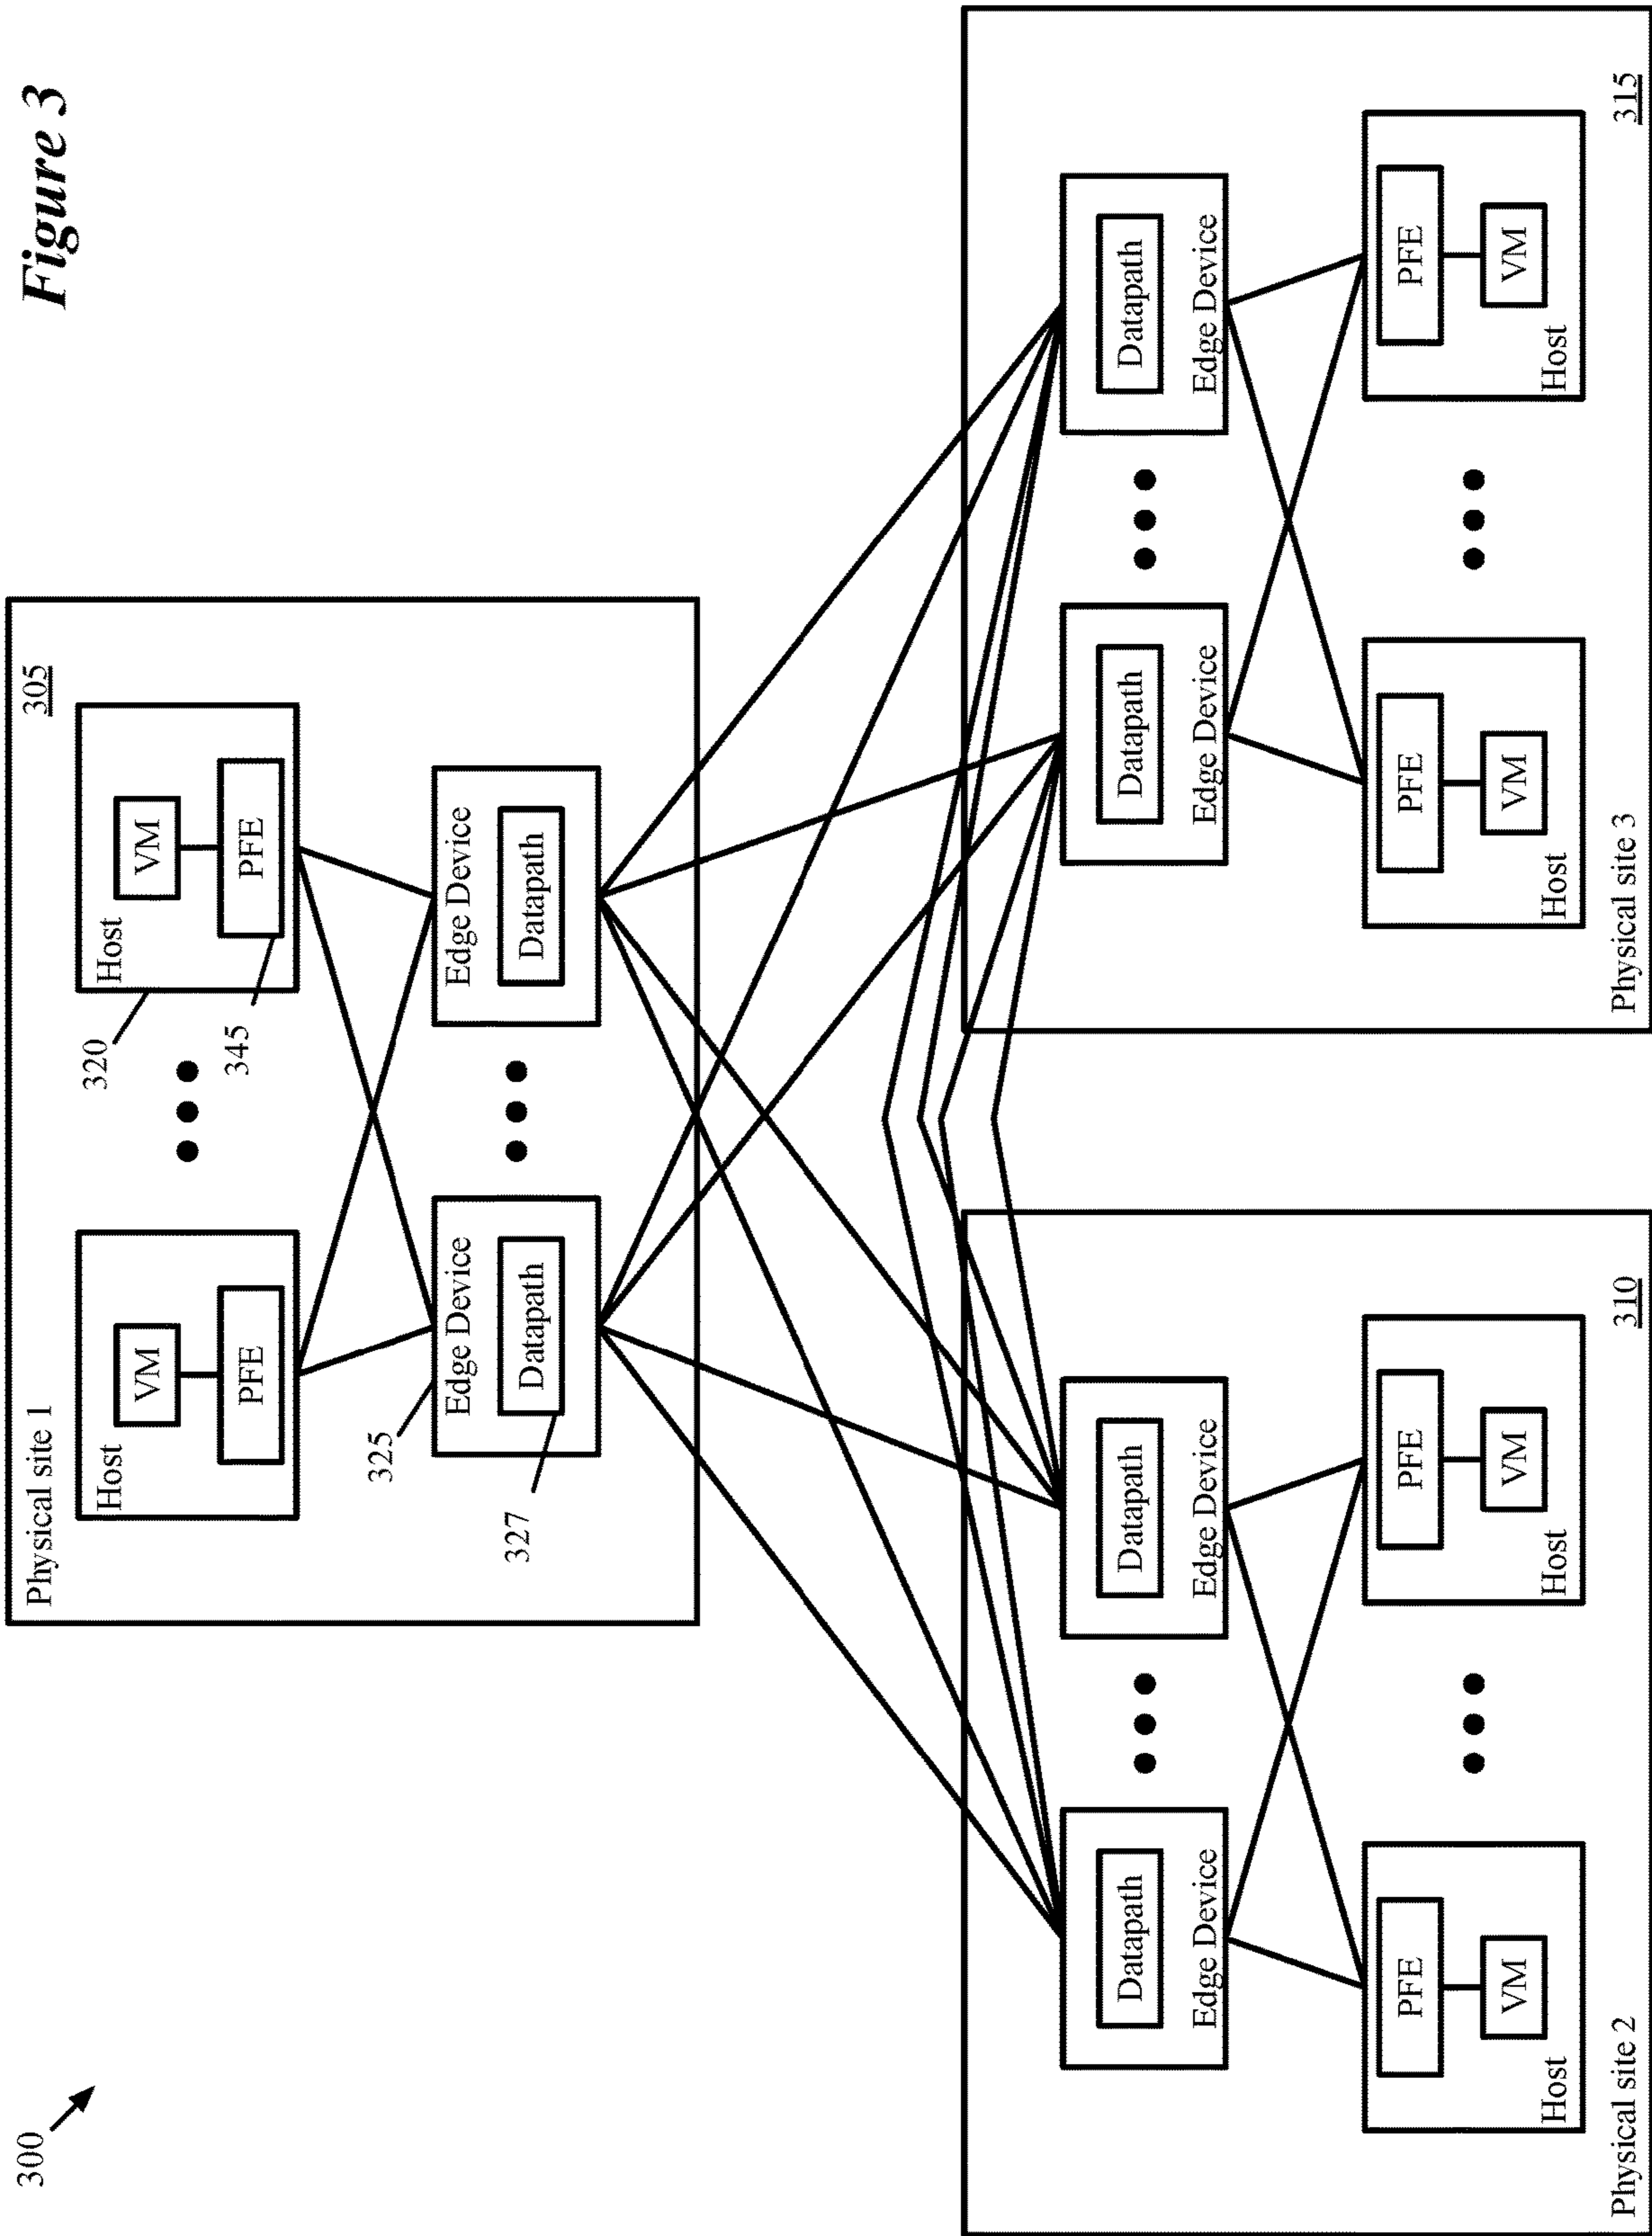 Figure 3
300
Physical site 1
305
Host
VM
PFE
Host
VM
PFE
320
345
325
Edge Device
Datapath
327
Edge Device
Datapath
Datapath
Edge Device
Datapath
Edge Device
PFE
VM
Host
PFE
VM
Host
Physical site 2
310
Datapath
Edge Device
Datapath
Edge Device
PFE
VM
Host
PFE
VM
Host
Physical site 3
315